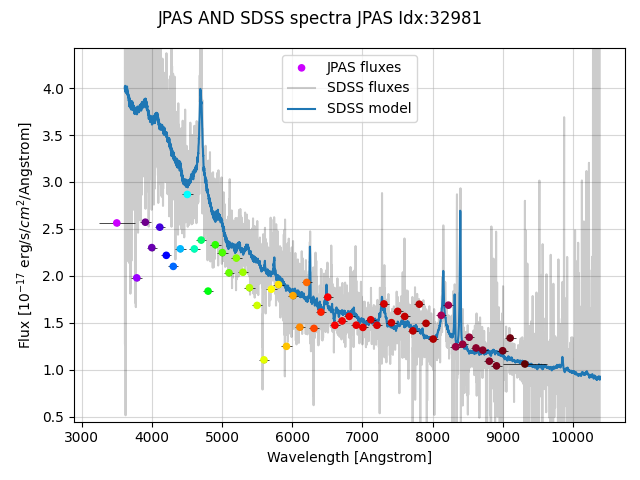 JPAS AND SDSS spectra JPAS Idx:32981
JPAS fluxes
SDSS fluxes
SDSS model
Flux [10⁻¹⁷ erg/s/cm²/Angstrom]
4.0
3.5
3.0
2.5
2.0
1.5
1.0
0.5
3000 4000 5000 6000 7000 8000 9000 10000
Wavelength [Angstrom]